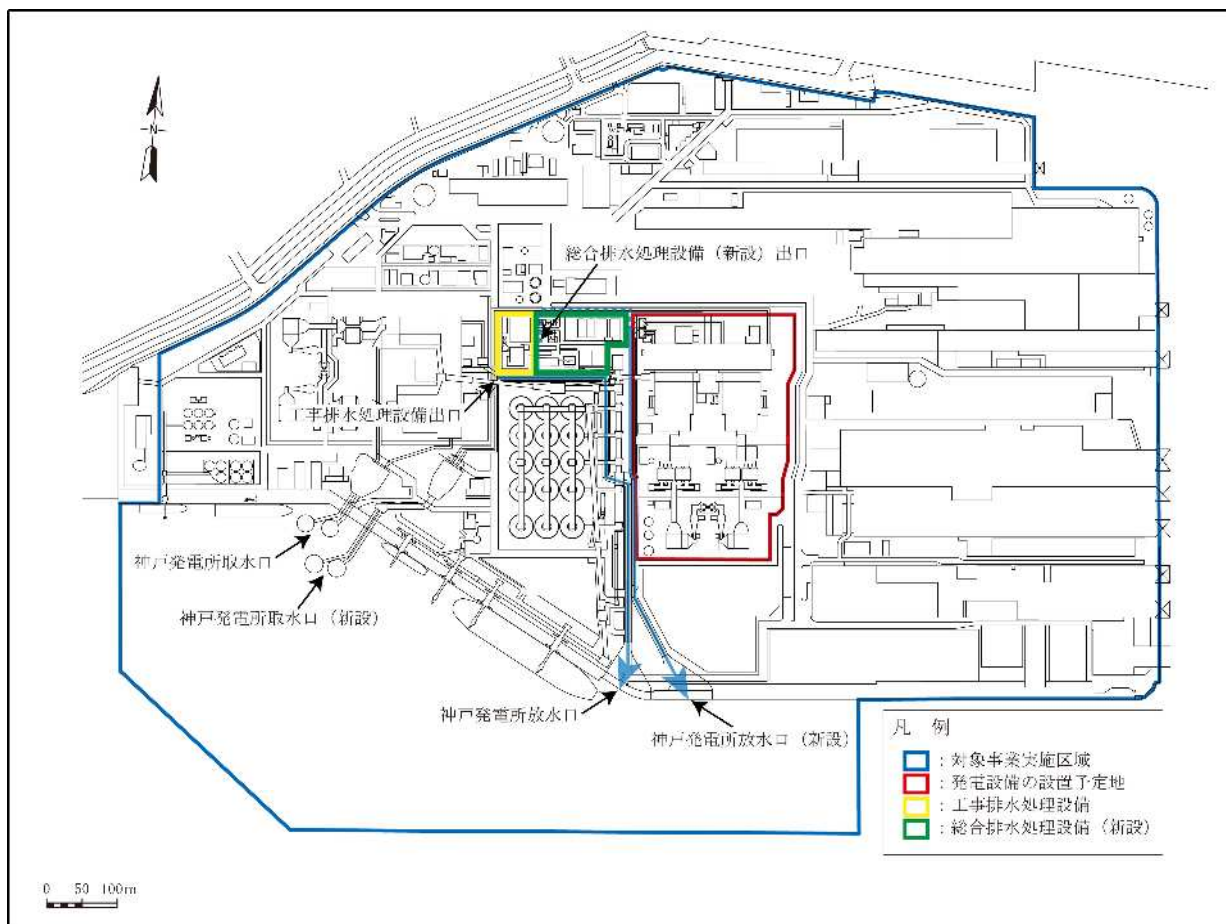 N
総合排水処理設備（新設）出口
工事排水処理設備出口
神戸発電所取水口
神戸発電所取水口（新設）
神戸発電所放水口
神戸発電所放水口（新設）
凡 例
：対象事業実施区域
：発電設備の設置予定地
：工事排水処理設備
：総合排水処理設備（新設）
0 50 100m